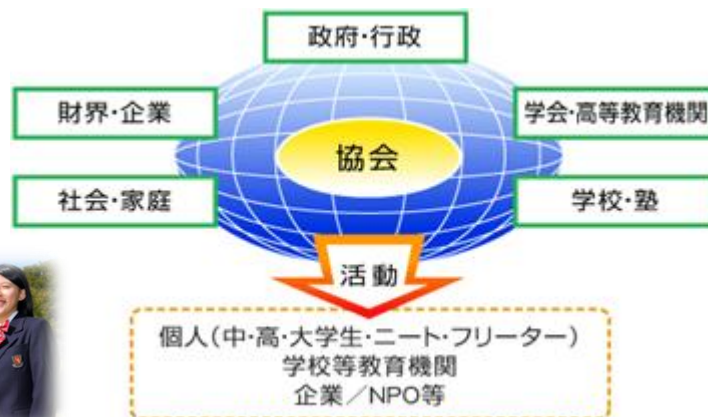 政府・行政
財界・企業
学会・高等教育機関
協会
社会・家庭
学校・塾
活動
個人(中・高・大学生・ニート・フリーター)
学校等教育機関
企業／NPO等